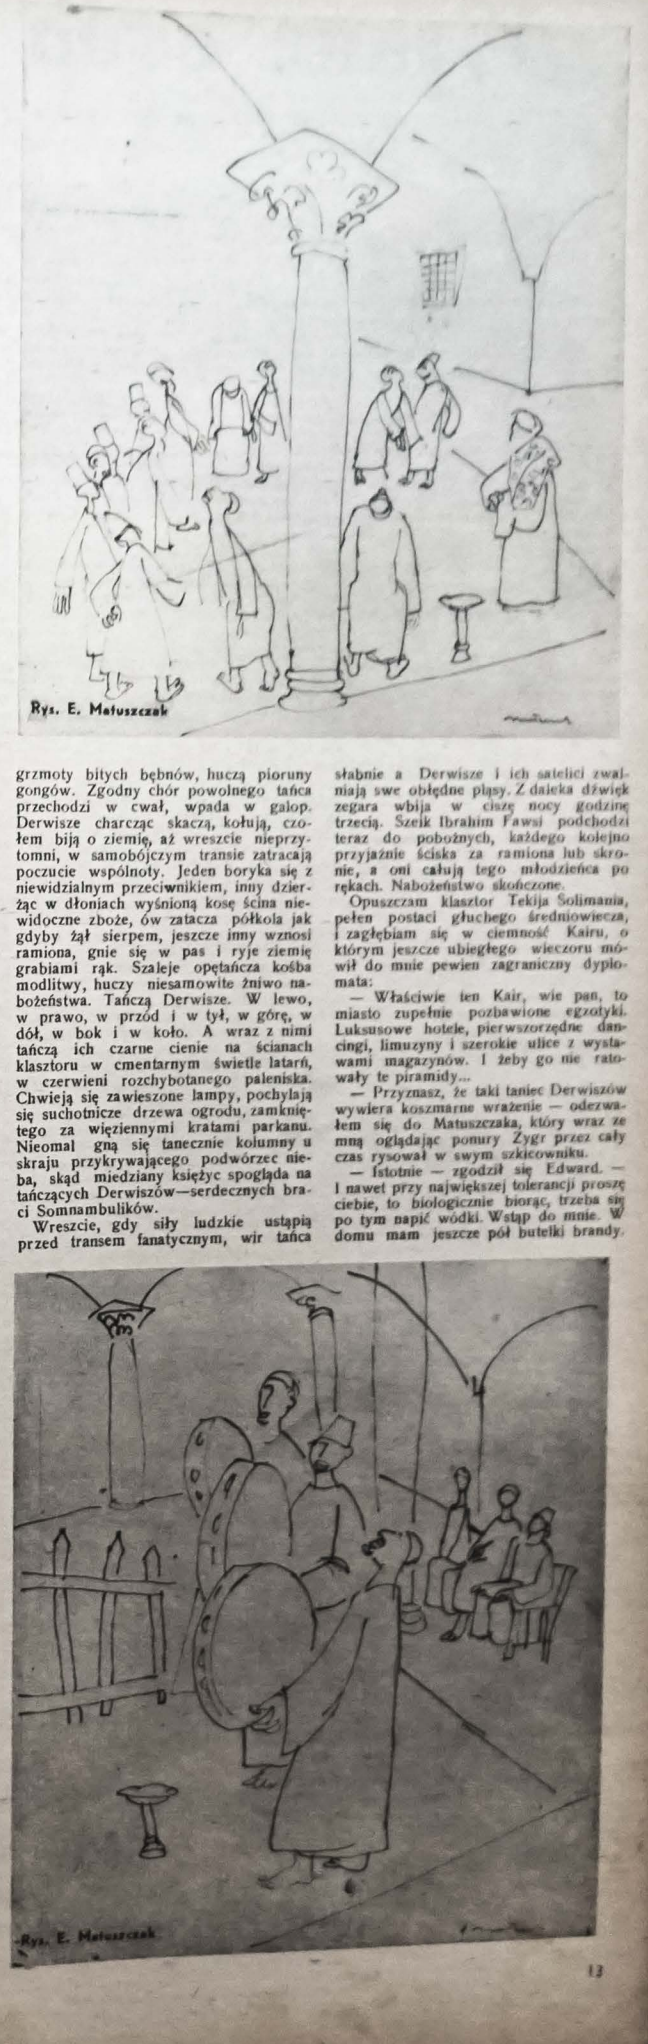 Rys. E. Matuszczak
grzmoty bitych bębnów, huczą pioruny
gongów. Zgodny chór powolnego tańca
przechodzi w cwał, wpada w galop.
Derwisze charcząc skaczą, kołują, czo-
łem biją o ziemię, aż wreszcie nieprzy-
tomni, w samobójczym transie zatracają
poczucie wspólnoty. Jeden boryka się z
niewidzialnym przeciwnikiem, inny dzier-
żąc w dłoniach wyśnioną kosę ścina nie-
widoczne zboże, ów zatacza półkola jak
gdyby żął sierpem, jeszcze inny wznosi
ramiona, gnie się w pas i ryje ziemię
grabiami rąk. Szaleje opętańcza kośba
modlitwy, huczy niesamowite żniwo na-
bożeństwa. Tańczą Derwisze. W lewo,
w prawo, w przód i w tył, w górę, w
dół, w bok i w koło. A wraz z nimi
tańczą ich czarne cienie na ścianach
klasztoru w cmentarnym świetle latarń,
w czerwieni rozchybotanego paleniska.
Chwieją się zawieszone lampy, pochylają
się suchotnicze drzewa ogrodu, zamknię-
tego za więziennymi kratami parkanu.
Nieomal gną się tanecznie kolumny u
skraju przykrywającego podwórzec nie-
ba, skąd miedziany księżyc spogląda na
tańczących Derwiszów—serdecznych bra-
ci Somnambulików.
Wreszcie, gdy siły ludzkie ustąpią
przed transem fanatycznym, wir tańca
słabnie a Derwisze i ich satelici zwal-
niają swe obłędne pląsy. Z daleka dźwięk
zegara wbija w ciszę nocy godzinę
trzecią. Szeik Ibrahim Fawsi podchodzi
teraz do pobożnych, każdego kolejno
przyjaźnie ściska za ramiona lub skro-
nie, a oni całują tego młodzieńca po
rękach. Nabożeństwo skończone.
Opuszczam klasztor Tekija Solimania,
pełen postaci głuchego średniowiecza,
i zagłębiam się w ciemność Kairu, o
którym jeszcze ubiegłego wieczoru mó-
wił do mnie pewien zagraniczny dyplo-
mata:
— Właściwie ten Kair, wie pan, to
miasto zupełnie pozbawione egzotyki.
Luksusowe hotele, pierwszorzędne dan-
cingi, limuzyny i szerokie ulice z wysta-
wami magazynów. I żeby go nie rato-
wały te piramidy...
— Przyznasz, że taki taniec Derwiszów
wywiera koszmarne wrażenie — odezwa-
łem się do Matuszczaka, który wraz ze
mną oglądając ponury Zygr przez cały
czas rysował w swym szkicowniku.
— Istotnie — zgodził się Edward. —
I nawet przy największej tolerancji proszę
ciebie, to biologicznie biorąc, trzeba się
po tym napić wódki. Wstąp do mnie. W
domu mam jeszcze pół butelki brandy.
Rys. E. Matuszczak
13